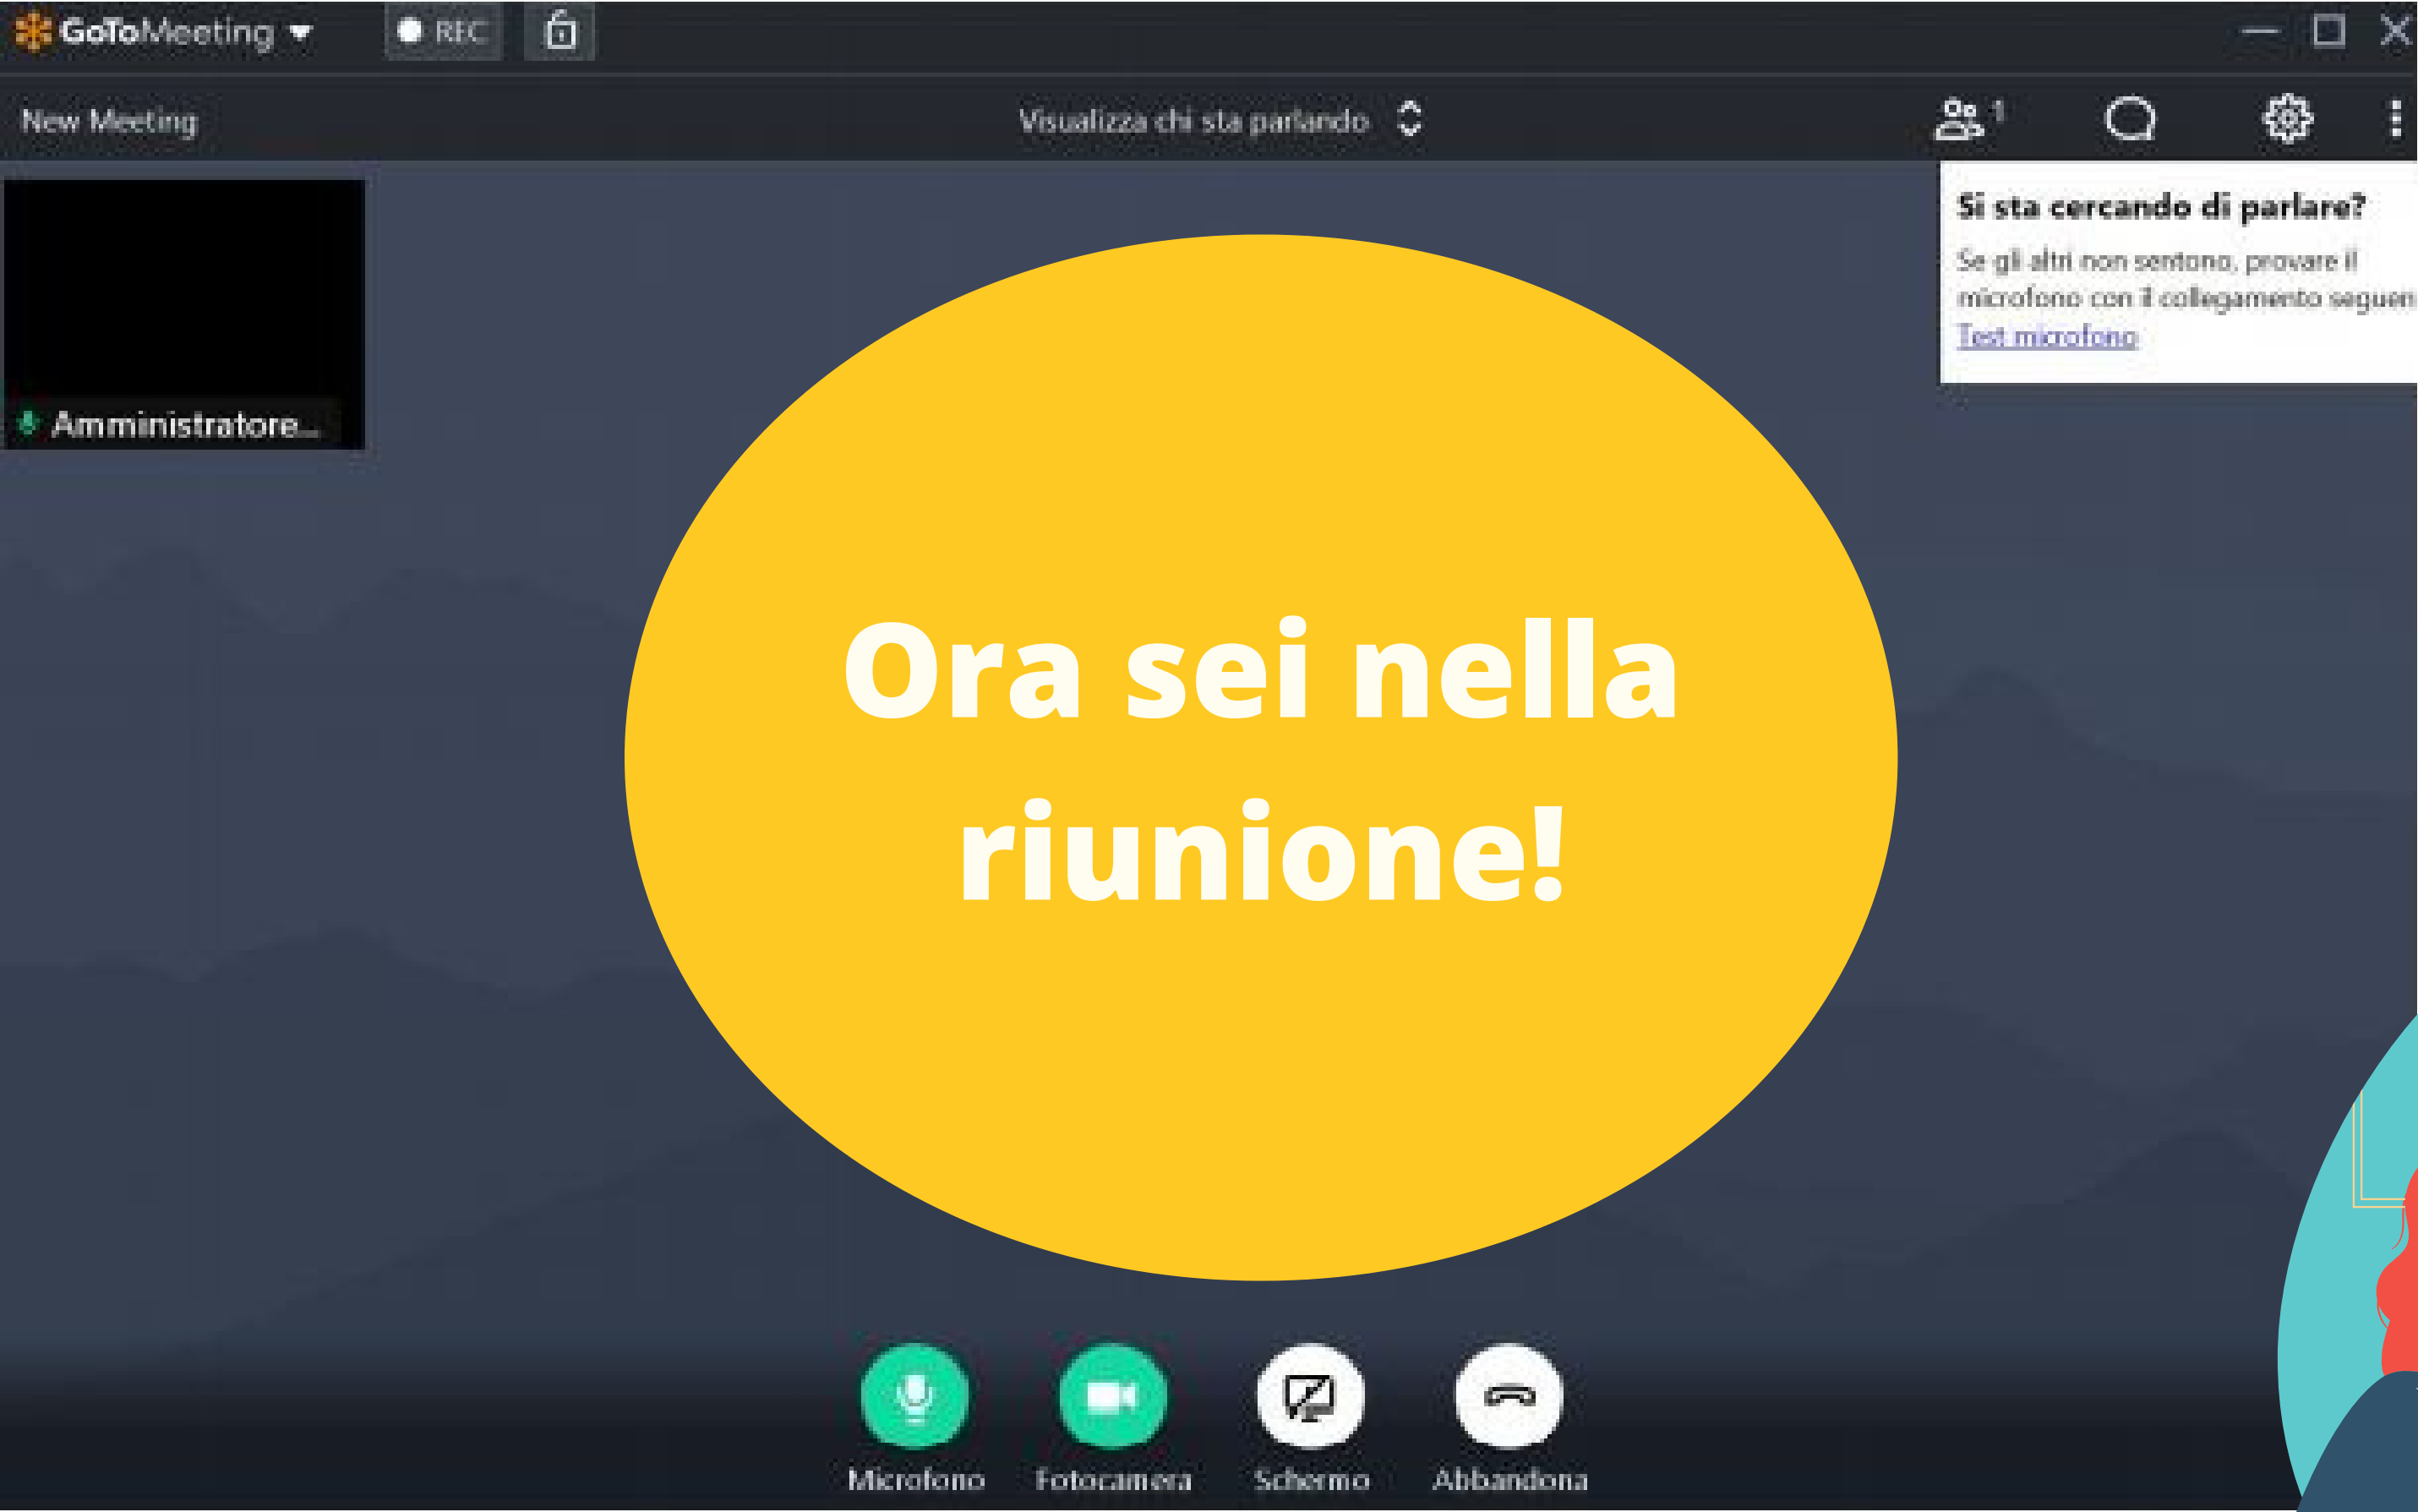 GoToMeeting
REC
New Meeting
Visualizza chi sta parlando
1
Si sta cercando di parlare?
Se gli altri non sentono, provare il
microfono con il collegamento seguen
Test microfono
Amministratore...
Ora sei nella
riunione!
Microfono
Fotocamera
Schermo
Abbandona